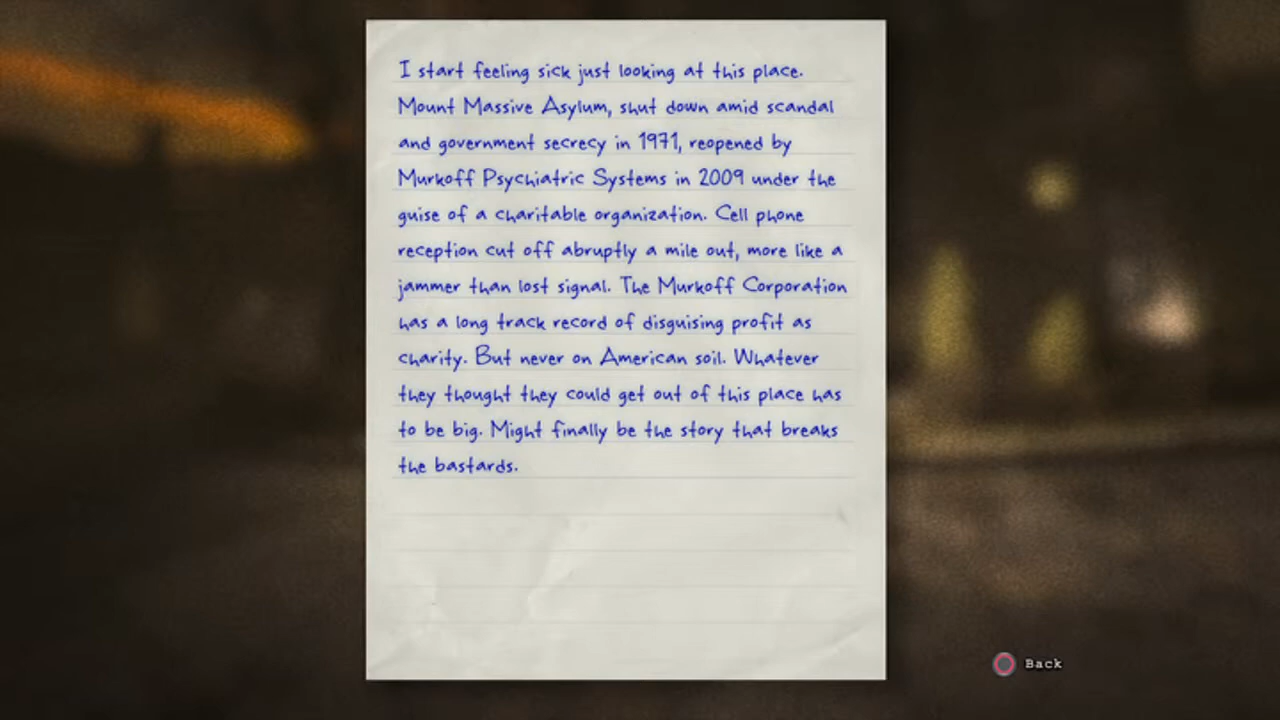 I start feeling sick just looking at this place.
Mount Massive Asylum, shut down amid scandal
and government secrecy in 1971, reopened by
Murkoff Psychiatric Systems in 2009 under the
guise of a charitable organization. Cell phone
reception cut off abruptly a mile out, more like a
jammer than lost signal. The Murkoff Corporation
has a long track record of disguising profit as
charity. But never on American soil. Whatever
they thought they could get out of this place has
to be big. Might finally be the story that breaks
the bastards.
Back